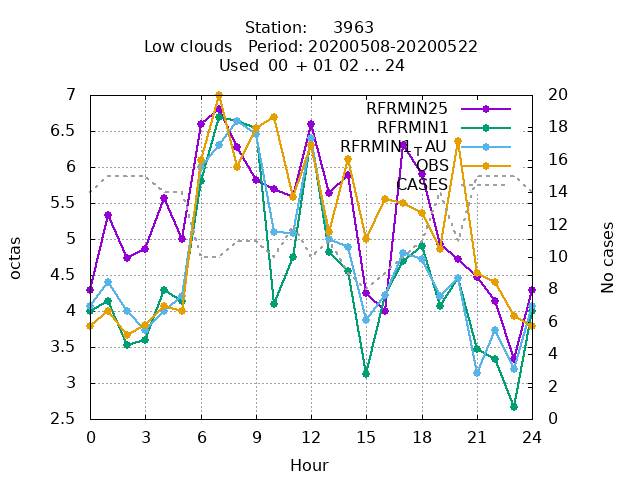 Station:     3963
Low clouds   Period: 20200508-20200522
Used  00  + 01 02 ... 24
7
6.5
6
5.5
5
4.5
4
3.5
3
2.5
20
18
16
14
12
10
8
6
4
2
0
RFRMIN25
RFRMIN1
RFRMIN1_TAU
OBS
CASES
octas
No cases
0 3 6 9 12 15 18 21 24
Hour